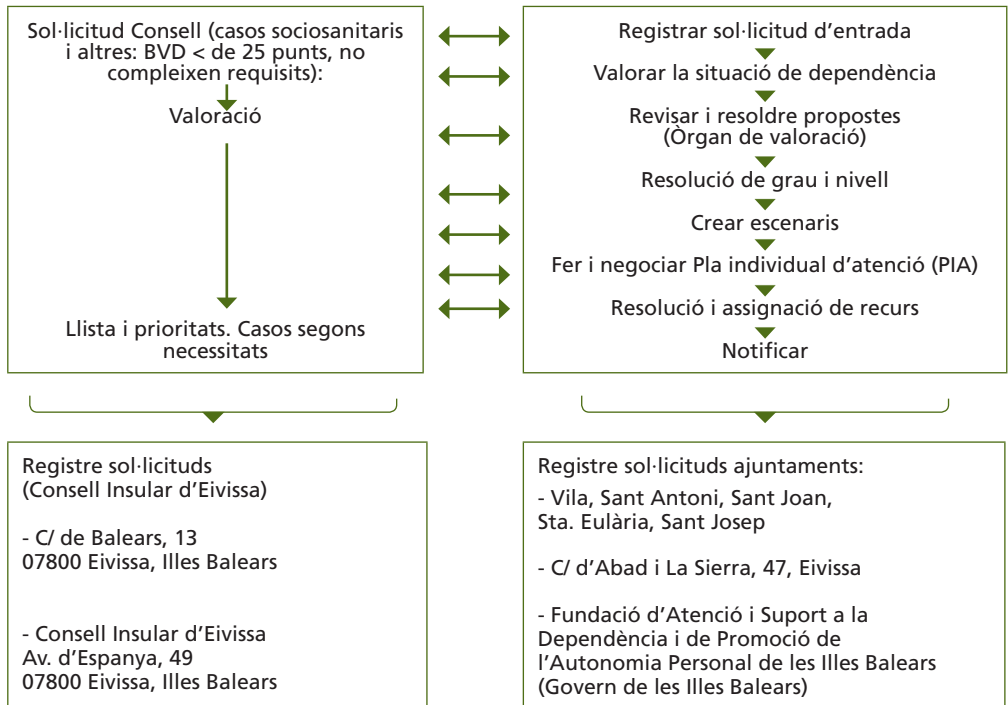 Sol·licitud Consell (casos sociosanitaris
i altres: BVD < de 25 punts, no
compleixen requisits):
Valoració
Llista i prioritats. Casos segons
necessitats
Registrar sol·licitud d’entrada
Valorar la situació de dependència
Revisar i resoldre propostes
(Òrgan de valoració)
Resolució de grau i nivell
Crear escenaris
Fer i negociar Pla individual d’atenció (PIA)
Resolució i assignació de recurs
Notificar
Registre sol·licituds
(Consell Insular d’Eivissa)
- C/ de Balears, 13
07800 Eivissa, Illes Balears
- Consell Insular d’Eivissa
Av. d’Espanya, 49
07800 Eivissa, Illes Balears
Registre sol·licituds ajuntaments:
- Vila, Sant Antoni, Sant Joan,
Sta. Eulària, Sant Josep
- C/ d’Abad i La Sierra, 47, Eivissa
- Fundació d’Atenció i Suport a la
Dependència i de Promoció de
l’Autonomia Personal de les Illes Balears
(Govern de les Illes Balears)